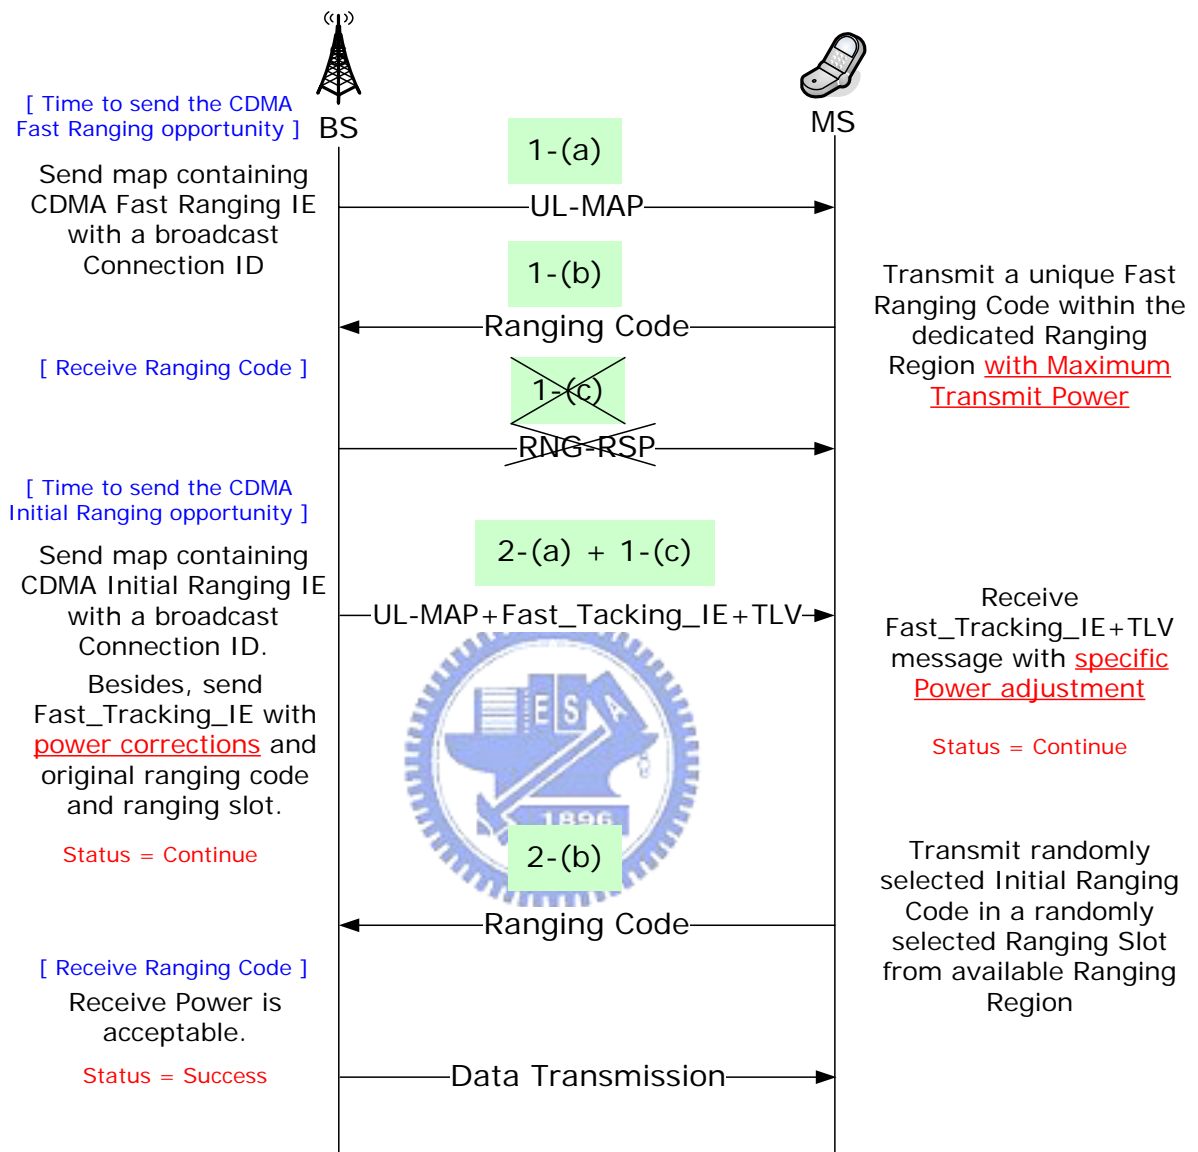 [ Time to send the CDMA
Fast Ranging opportunity ]
BS
MS
1-(a)
Send map containing
CDMA Fast Ranging IE
with a broadcast
Connection ID
UL-MAP
1-(b)
Ranging Code
Transmit a unique Fast
Ranging Code within the
dedicated Ranging
Region with Maximum
Transmit Power
[ Receive Ranging Code ]
1-(c)
RNG-RSP
[ Time to send the CDMA
Initial Ranging opportunity ]
2-(a) + 1-(c)
Send map containing
CDMA Initial Ranging IE
with a broadcast
Connection ID.
UL-MAP+Fast_Tacking_IE+TLV
Receive
Fast_Tracking_IE+TLV
message with specific
Power adjustment
Status = Continue
Besides, send
Fast_Tracking_IE with
power corrections and
original ranging code
and ranging slot.
Status = Continue
E S A
1896
2-(b)
Ranging Code
Transmit randomly
selected Initial Ranging
Code in a randomly
selected Ranging Slot
from available Ranging
Region
[ Receive Ranging Code ]
Receive Power is
acceptable.
Status = Success
Data Transmission